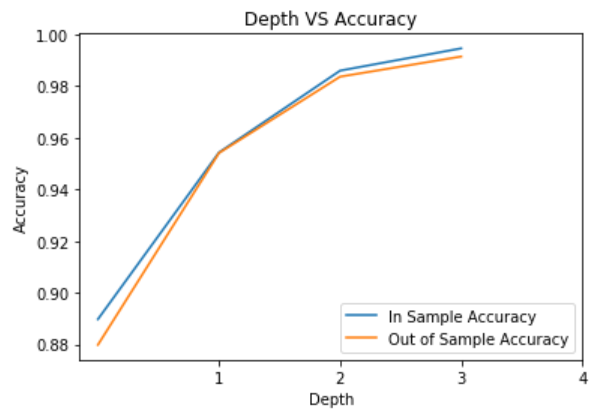 Depth VS Accuracy
1.00
0.98
0.96
0.94
0.92
0.90
0.88
Accuracy
In Sample Accuracy
Out of Sample Accuracy
1 2 3 4
Depth